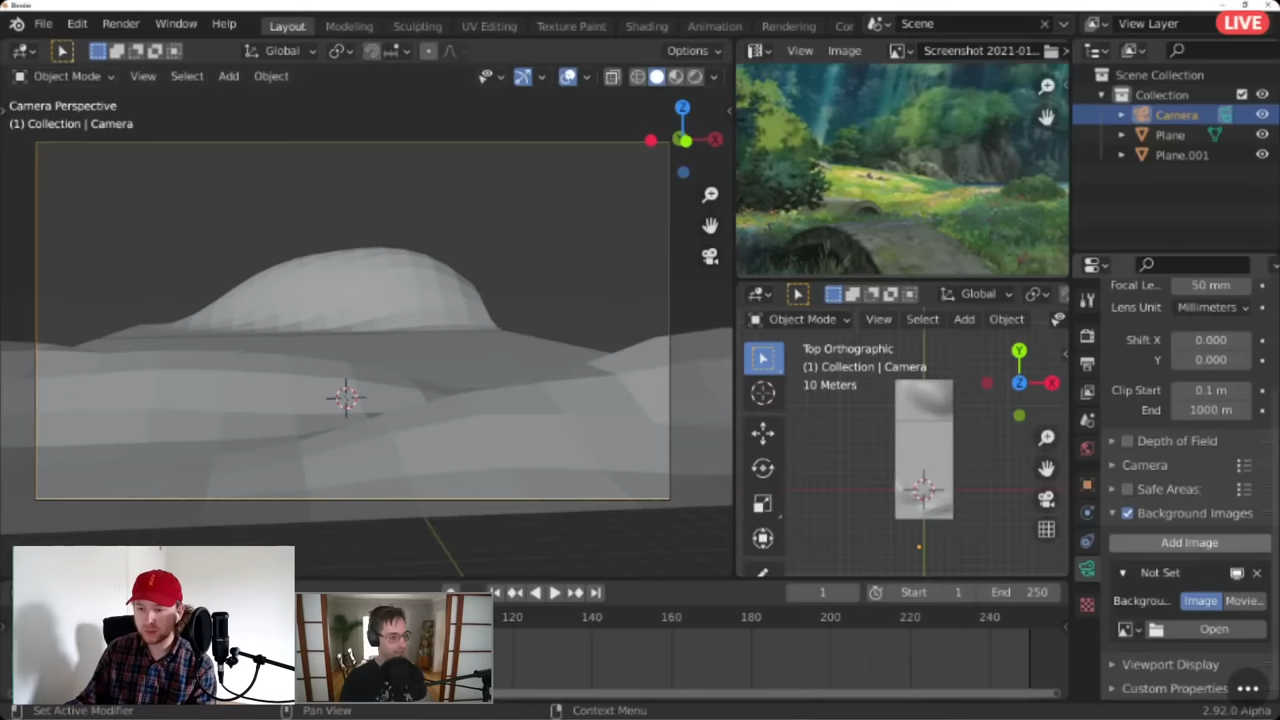 Blender
File Edit Render Window Help Layout Modeling Sculpting UV Editing Texture Paint Shading Animation Rendering Cor Scene View Layer
LIVE
Global Options
View Image Screenshot 2021-01...
Object Mode View Select Add Object
Scene Collection
Collection
Camera
Plane
Plane.001
Camera Perspective
(1) Collection | Camera
Z
X
Focal Le... 50 mm
Lens Unit Millimeters
Shift X 0.000
Y 0.000
Clip Start 0.1 m
End 1000 m
Depth of Field
Camera
Safe Areas
Background Images
Add Image
Not Set
Backgrou... Image Movie...
Open
Viewport Display
Custom Properties
Global
Object Mode View Select Add Object
Top Orthographic
(1) Collection | Camera
10 Meters
Y
Z
X
1 Start 1 End 250
120 140 160 180 200 220 240
Set Active Modifier Pan View Context Menu 2.92.0 Alpha